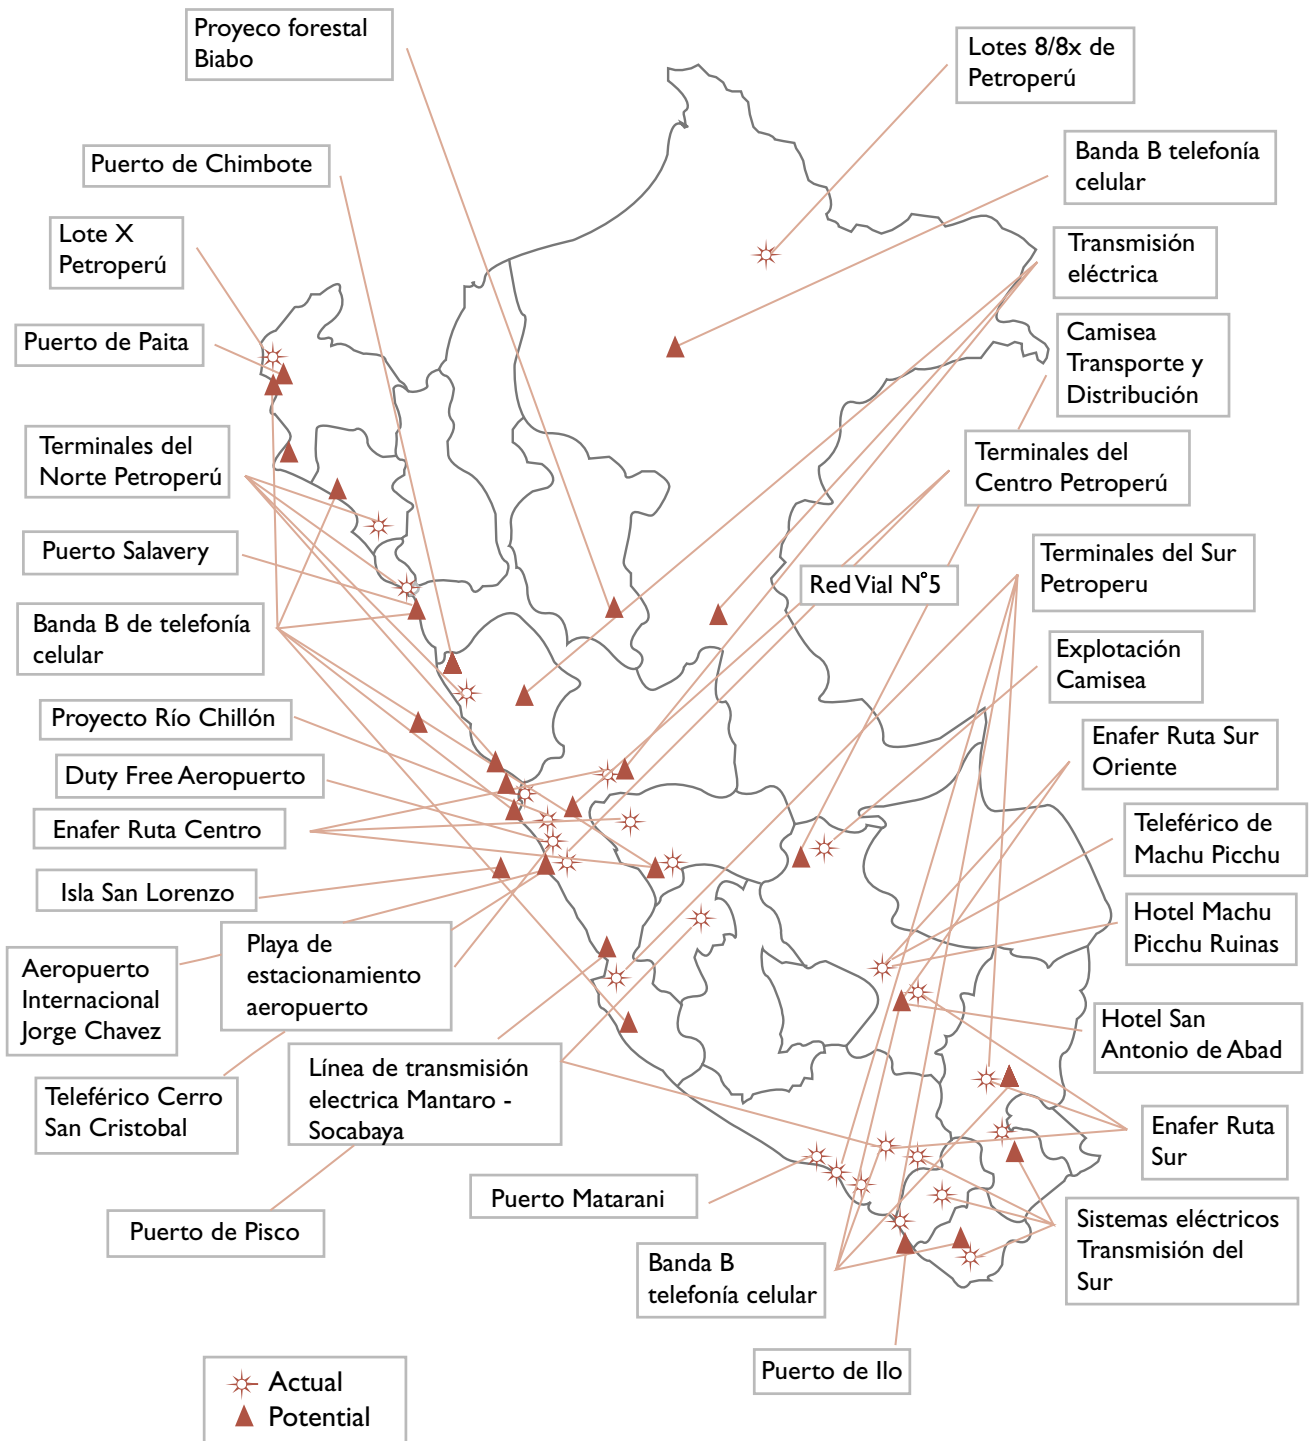 Proyeco forestal
Biabo
Lotes 8/8x de
Petroperú
Puerto de Chimbote
Banda B telefonía
celular
Lote X
Petroperú
Transmisión
eléctrica
Puerto de Paita
Camisea
Transporte y
Distribución
Terminales del
Norte Petroperú
Terminales del
Centro Petroperú
Puerto Salavery
Terminales del Sur
Petroperu
Red Vial N°5
Banda B de telefonía
celular
Explotación
Camisea
Proyecto Río Chillón
Enafer Ruta Sur
Oriente
Duty Free Aeropuerto
Enafer Ruta Centro
Teleférico de
Machu Picchu
Isla San Lorenzo
Hotel Machu
Picchu Ruinas
Playa de
estacionamiento
aeropuerto
Aeropuerto
Internacional
Jorge Chavez
Hotel San
Antonio de Abad
Línea de transmisión
electrica Mantaro -
Socabaya
Teleférico Cerro
San Cristobal
Enafer Ruta
Sur
Puerto Matarani
Puerto de Pisco
Sistemas eléctricos
Transmisión del
Sur
Banda B
telefonía celular
Puerto de Ilo
Actual
Potential